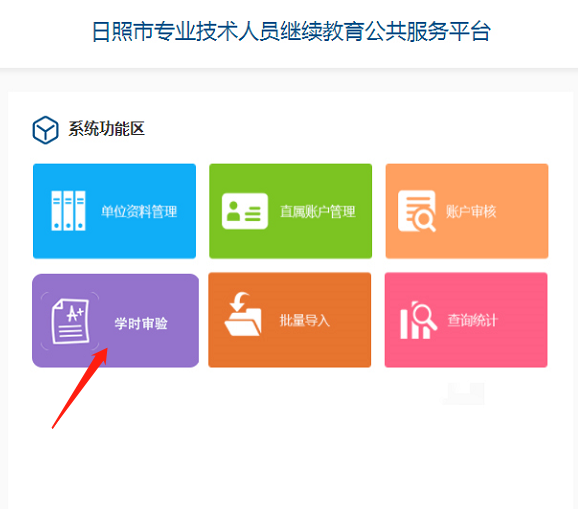 日照市专业技术人员继续教育公共服务平台
系统功能区
单位资料管理
直属账户管理
账户审核
A+
学时审验
批量导入
查询统计